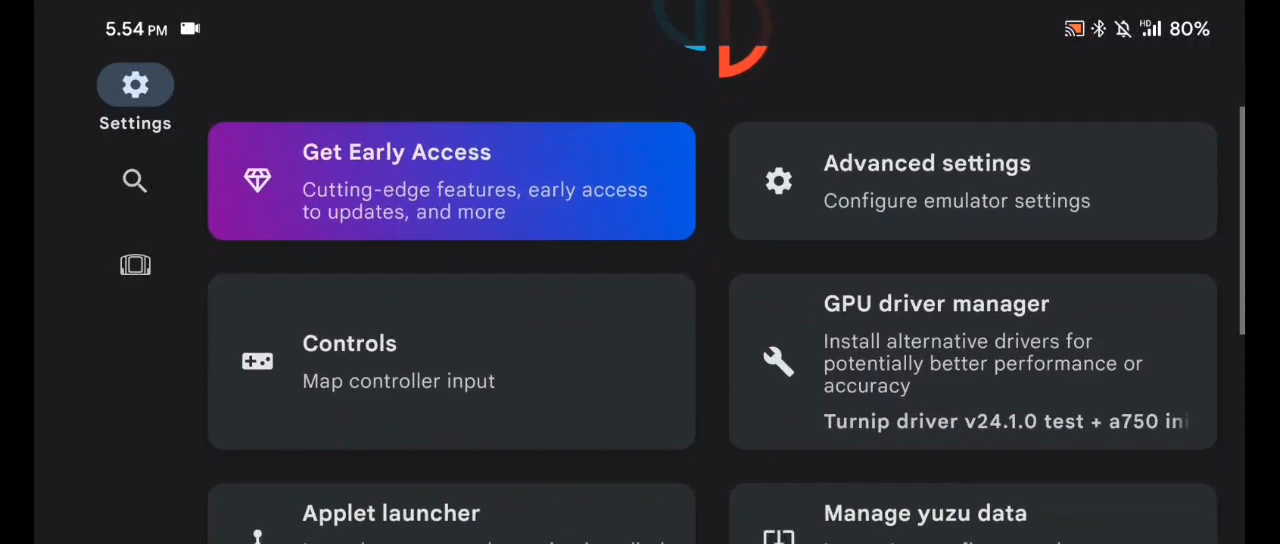 5.54 PM
HD
80%
Settings
Get Early Access
Cutting-edge features, early access
to updates, and more
Advanced settings
Configure emulator settings
Controls
Map controller input
GPU driver manager
Install alternative drivers for
potentially better performance or
accuracy
Turnip driver v24.1.0 test + a750 ini
Applet launcher
Manage yuzu data